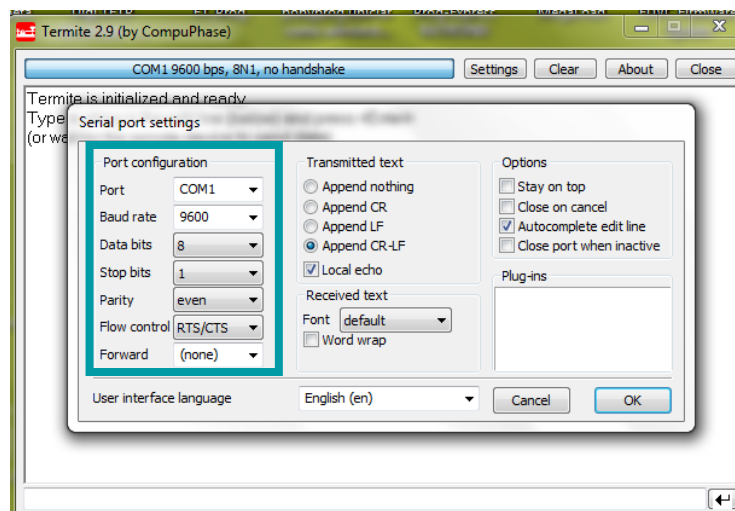 Termite 2.9 (by CompuPhase)
COM1 9600 bps, 8N1, no handshake
Settings
Clear
About
Close
Termite is initialized and ready
Type
(or wa
Serial port settings
Port configuration
Port COM1
Baud rate 9600
Data bits 8
Stop bits 1
Parity even
Flow control RTS/CTS
Forward (none)
Transmitted text
Append nothing
Append CR
Append LF
Append CR-LF
Local echo
Received text
Font default
Word wrap
Options
Stay on top
Close on cancel
Autocomplete edit line
Close port when inactive
Plug-ins
User interface language English (en)
Cancel
OK